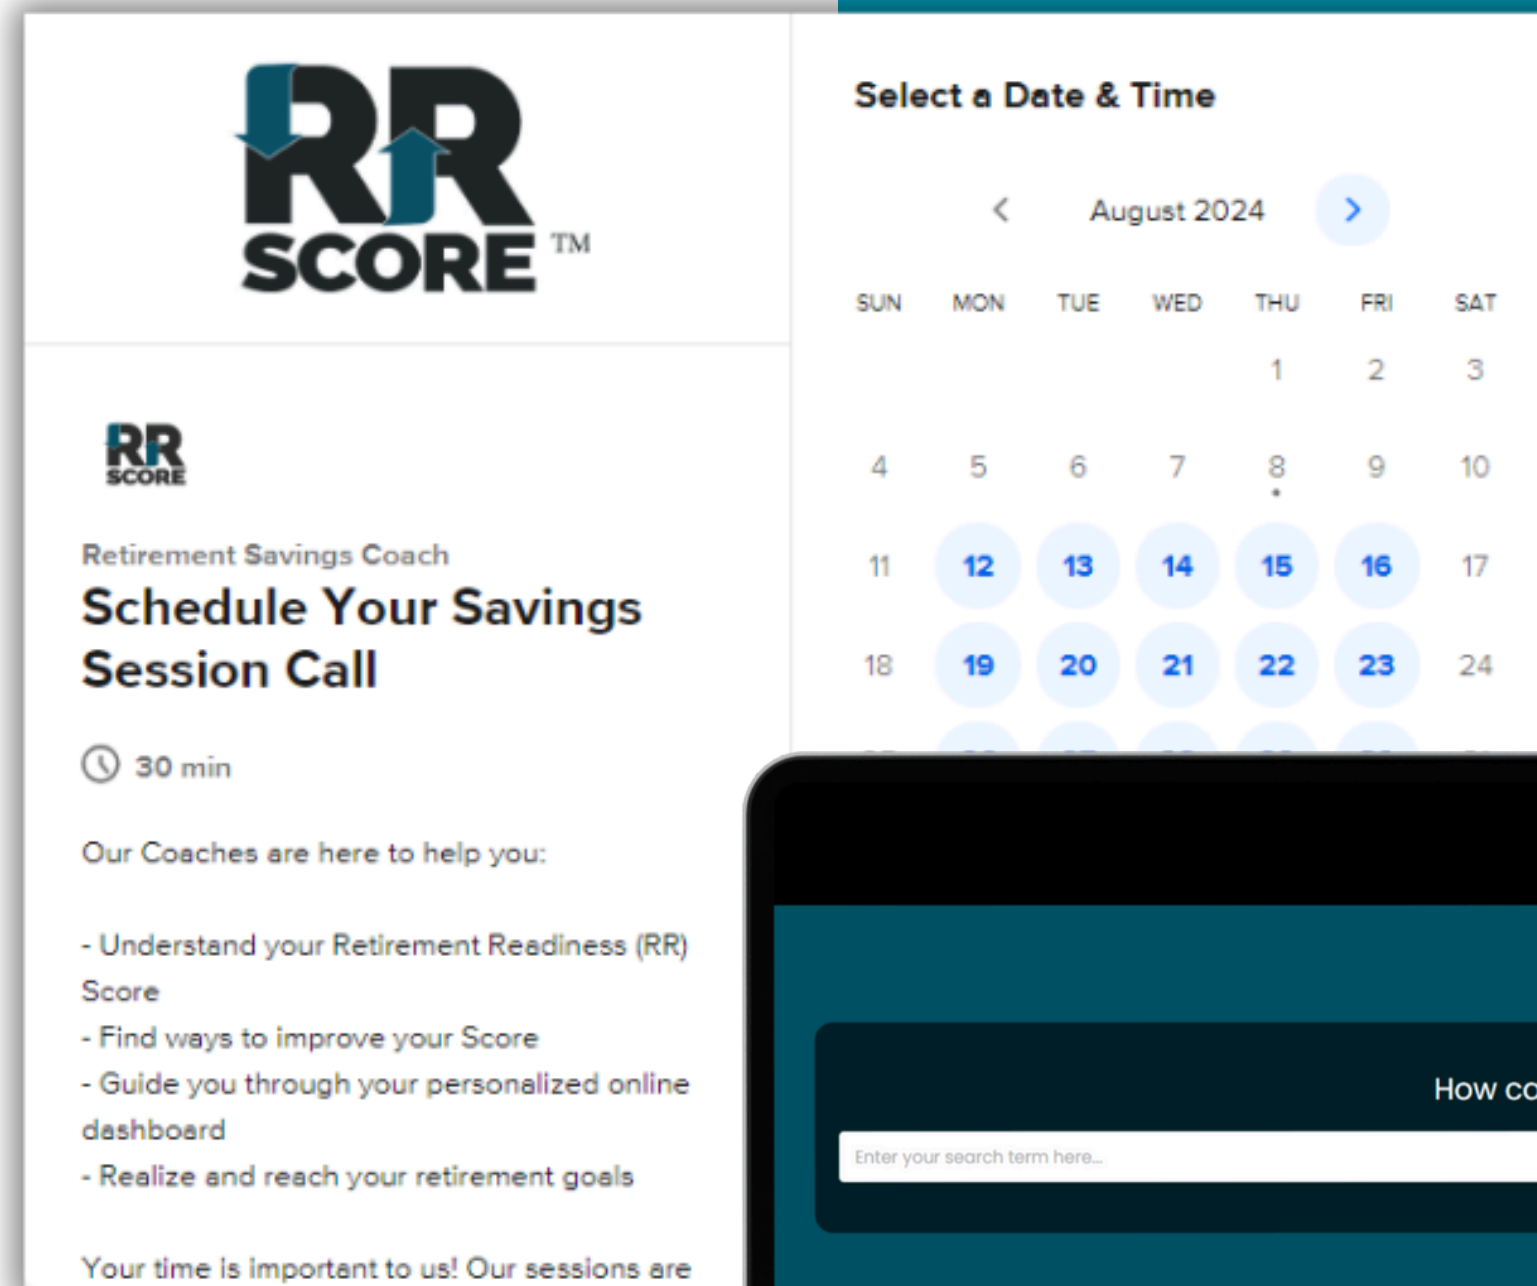 RR
SCORE ™
RR
SCORE
Retirement Savings Coach
Schedule Your Savings
Session Call
30 min
Our Coaches are here to help you:
- Understand your Retirement Readiness (RR)
Score
- Find ways to improve your Score
- Guide you through your personalized online
dashboard
- Realize and reach your retirement goals
Your time is important to us! Our sessions are
Select a Date & Time
< August 2024 >
SUN MON TUE WED THU FRI SAT
1 2 3
4 5 6 7 8 9 10
11 12 13 14 15 16 17
18 19 20 21 22 23 24
How
Enter your search term here...